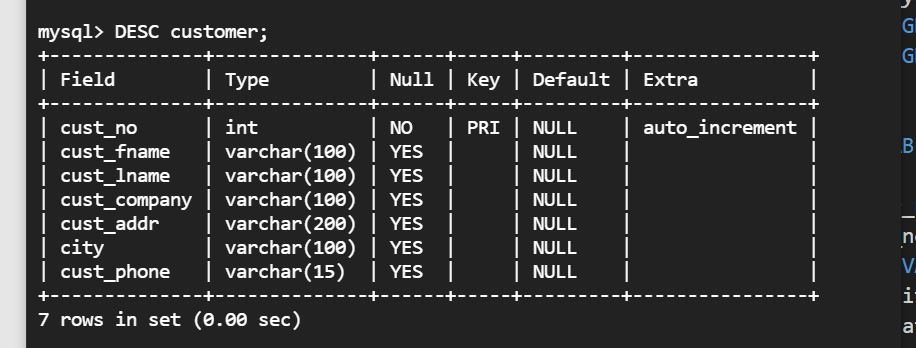 mysql> DESC customer;
+--------------+--------------+------+-----+---------+----------------+
| Field        | Type         | Null | Key | Default | Extra          |
+--------------+--------------+------+-----+---------+----------------+
| cust_no      | int          | NO   | PRI | NULL    | auto_increment |
| cust_fname   | varchar(100) | YES  |     | NULL    |                |
| cust_lname   | varchar(100) | YES  |     | NULL    |                |
| cust_company | varchar(100) | YES  |     | NULL    |                |
| cust_addr    | varchar(200) | YES  |     | NULL    |                |
| city         | varchar(100) | YES  |     | NULL    |                |
| cust_phone   | varchar(15)  | YES  |     | NULL    |                |
+--------------+--------------+------+-----+---------+----------------+
7 rows in set (0.00 sec)